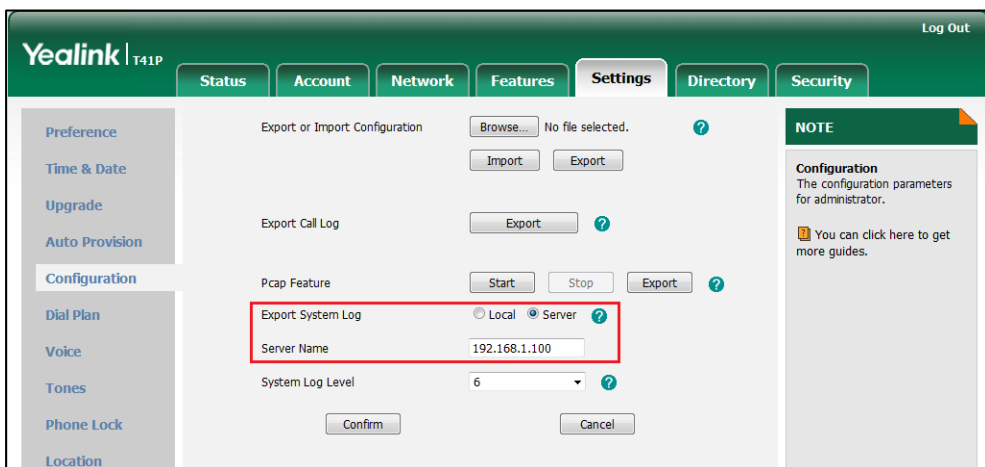 Log Out
Yealink T41P
Status Account Network Features Settings Directory Security
Preference
Time & Date
Upgrade
Auto Provision
Configuration
Dial Plan
Voice
Tones
Phone Lock
Location
Export or Import Configuration Browse... No file selected. ?
Import Export
Export Call Log Export ?
Pcap Feature Start Stop Export ?
Export System Log Local Server ?
Server Name 192.168.1.100
System Log Level 6 ?
Confirm Cancel
NOTE
Configuration
The configuration parameters
for administrator.
? You can click here to get
more guides.